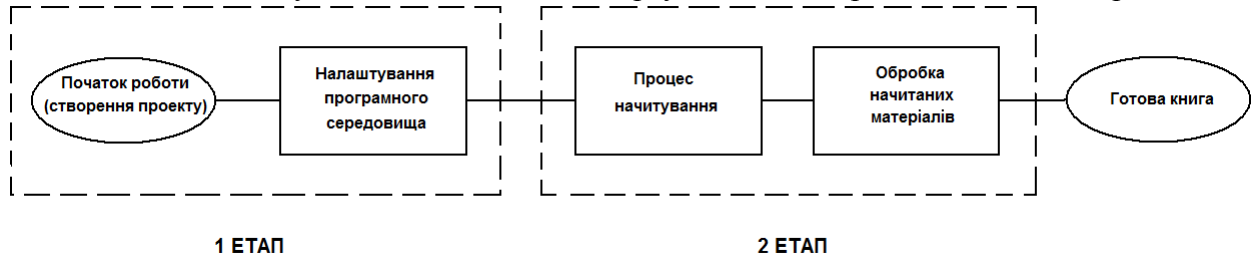 Початок роботи
(створення проекту)
Налаштування
програмного
середовища
Процес
начитування
Обробка
начитаних
матеріалів
Готова книга
1 ЕТАП
2 ЕТАП